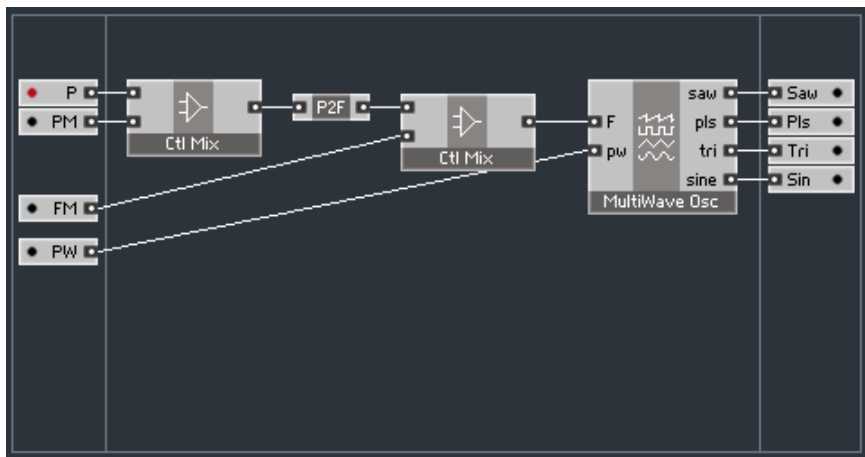 P
PM
FM
PW
Ctl Mix
P2F
Ctl Mix
F
pw
saw
pls
tri
sine
MultiWave Osc
Saw
Pls
Tri
Sin